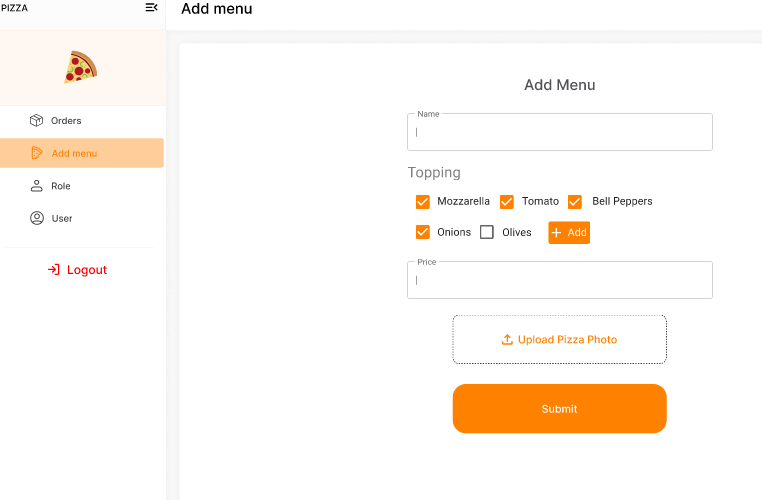 PIZZA
Add menu
Orders
Add menu
Role
User
Logout
Add Menu
Name
Topping
Mozzarella Tomato Bell Peppers
Onions Olives + Add
Price
Upload Pizza Photo
Submit